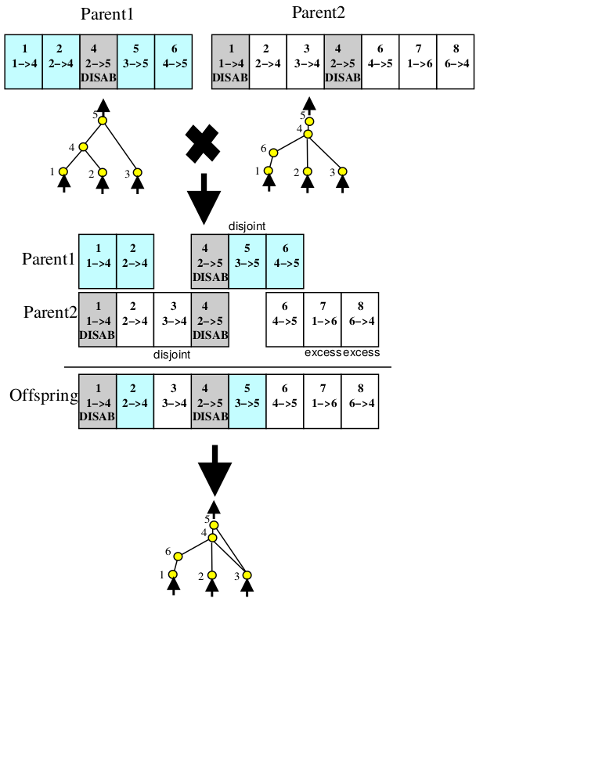 Parent1 Parent2
1 2 4 5 6 1 2 3 4 6 7 8
1–>4 2–>4 2–>5 3–>5 4–>5 1–>4 2–>4 3–>4 2–>5 4–>5 1–>6 6–>4
DISAB DISAB DISAB
5 5
4 4
6
1 2 3 1 2 3
disjoint
Parent1 1 2 4 5 6
1–>4 2–>4 2–>5 3–>5 4–>5
DISAB
Parent2 1 2 3 4 6 7 8
1–>4 2–>4 3–>4 2–>5 4–>5 1–>6 6–>4
DISAB DISAB
disjoint excess excess
Offspring 1 2 3 4 5 6 7 8
1–>4 2–>4 3–>4 2–>5 3–>5 4–>5 1–>6 6–>4
DISAB DISAB
5
4
6
1 2 3